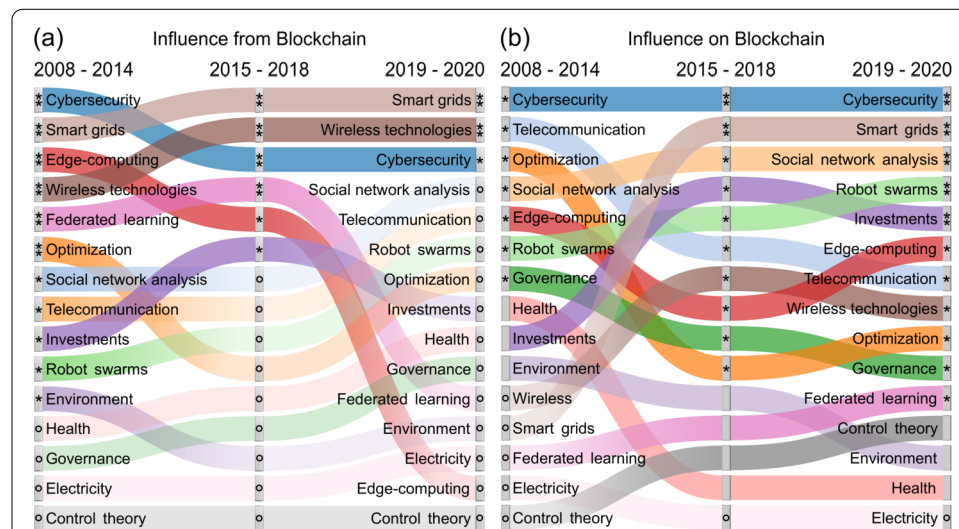 (a) Influence from Blockchain
2008 - 2014 2015 - 2018 2019 - 2020
Cybersecurity Smart grids
Smart grids Wireless technologies
Edge-computing Cybersecurity
Wireless technologies Social network analysis
Federated learning Telecommunication
Optimization Robot swarms
Social network analysis Optimization
Telecommunication Investments
Investments Health
Robot swarms Governance
Environment Federated learning
Health Environment
Governance Electricity
Electricity Edge-computing
Control theory Control theory
(b) Influence on Blockchain
2008 - 2014 2015 - 2018 2019 - 2020
Cybersecurity Cybersecurity
Telecommunication Smart grids
Optimization Social network analysis
Social network analysis Robot swarms
Edge-computing Investments
Robot swarms Edge-computing
Governance Telecommunication
Health Wireless technologies
Investments Optimization
Environment Governance
Wireless Federated learning
Smart grids Control theory
Federated learning Environment
Electricity Health
Control theory Electricity